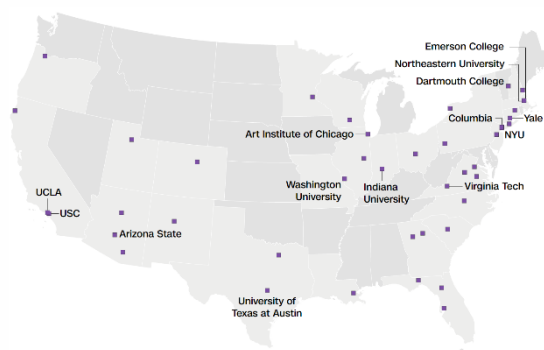 Emerson College
Northeastern University
Dartmouth College
Columbia
Yale
NYU
Art Institute of Chicago
Washington
University
Indiana
University
Virginia Tech
UCLA
USC
Arizona State
University of
Texas at Austin